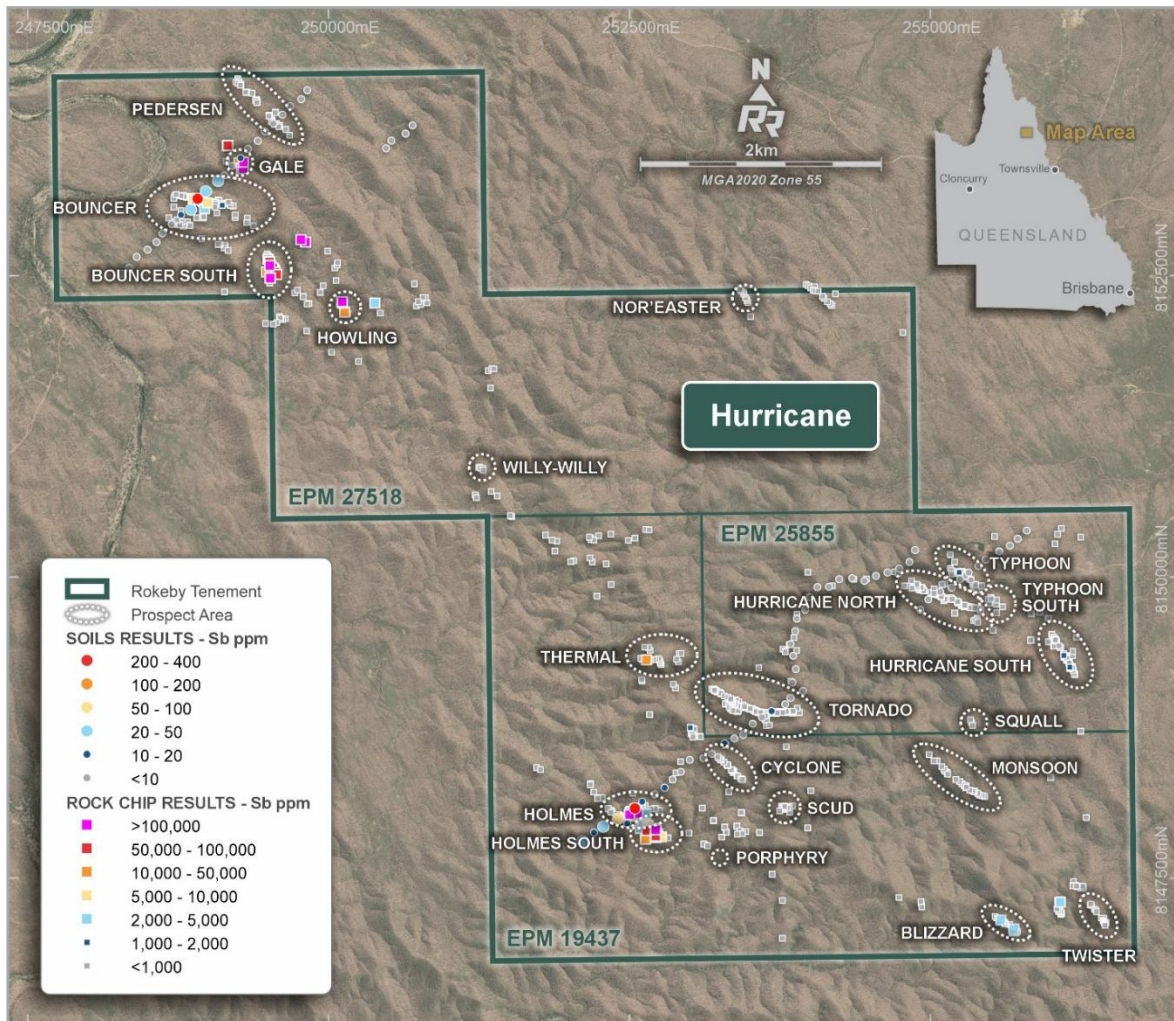 247500mE
250000mE
252500mE
255000mE
PEDERSEN
GALE
BOUNCER
BOUNCER SOUTH
HOWLING
N
RR
2km
MGA2020 Zone 55
Map Area
Townsville
Cloncurry
QUEENSLAND
Brisbane
8152500mN
NOR'EASTER
Hurricane
WILLY-WILLY
EPM 27518
EPM 25855
TYPHOON
8150000mN
HURRICANE NORTH
TYPHOON
SOUTH
THERMAL
HURRICANE SOUTH
TORNADO
SQUALL
CYCLONE
MONSOON
HOLMES
SCUD
HOLMES SOUTH
PORPHYRY
8147500mN
BLIZZARD
EPM 19437
TWISTER
Rokeby Tenement
Prospect Area
SOILS RESULTS - Sb ppm
200 - 400
100 - 200
50 - 100
20 - 50
10 - 20
<10
ROCK CHIP RESULTS - Sb ppm
>100,000
50,000 - 100,000
10,000 - 50,000
5,000 - 10,000
2,000 - 5,000
1,000 - 2,000
<1,000